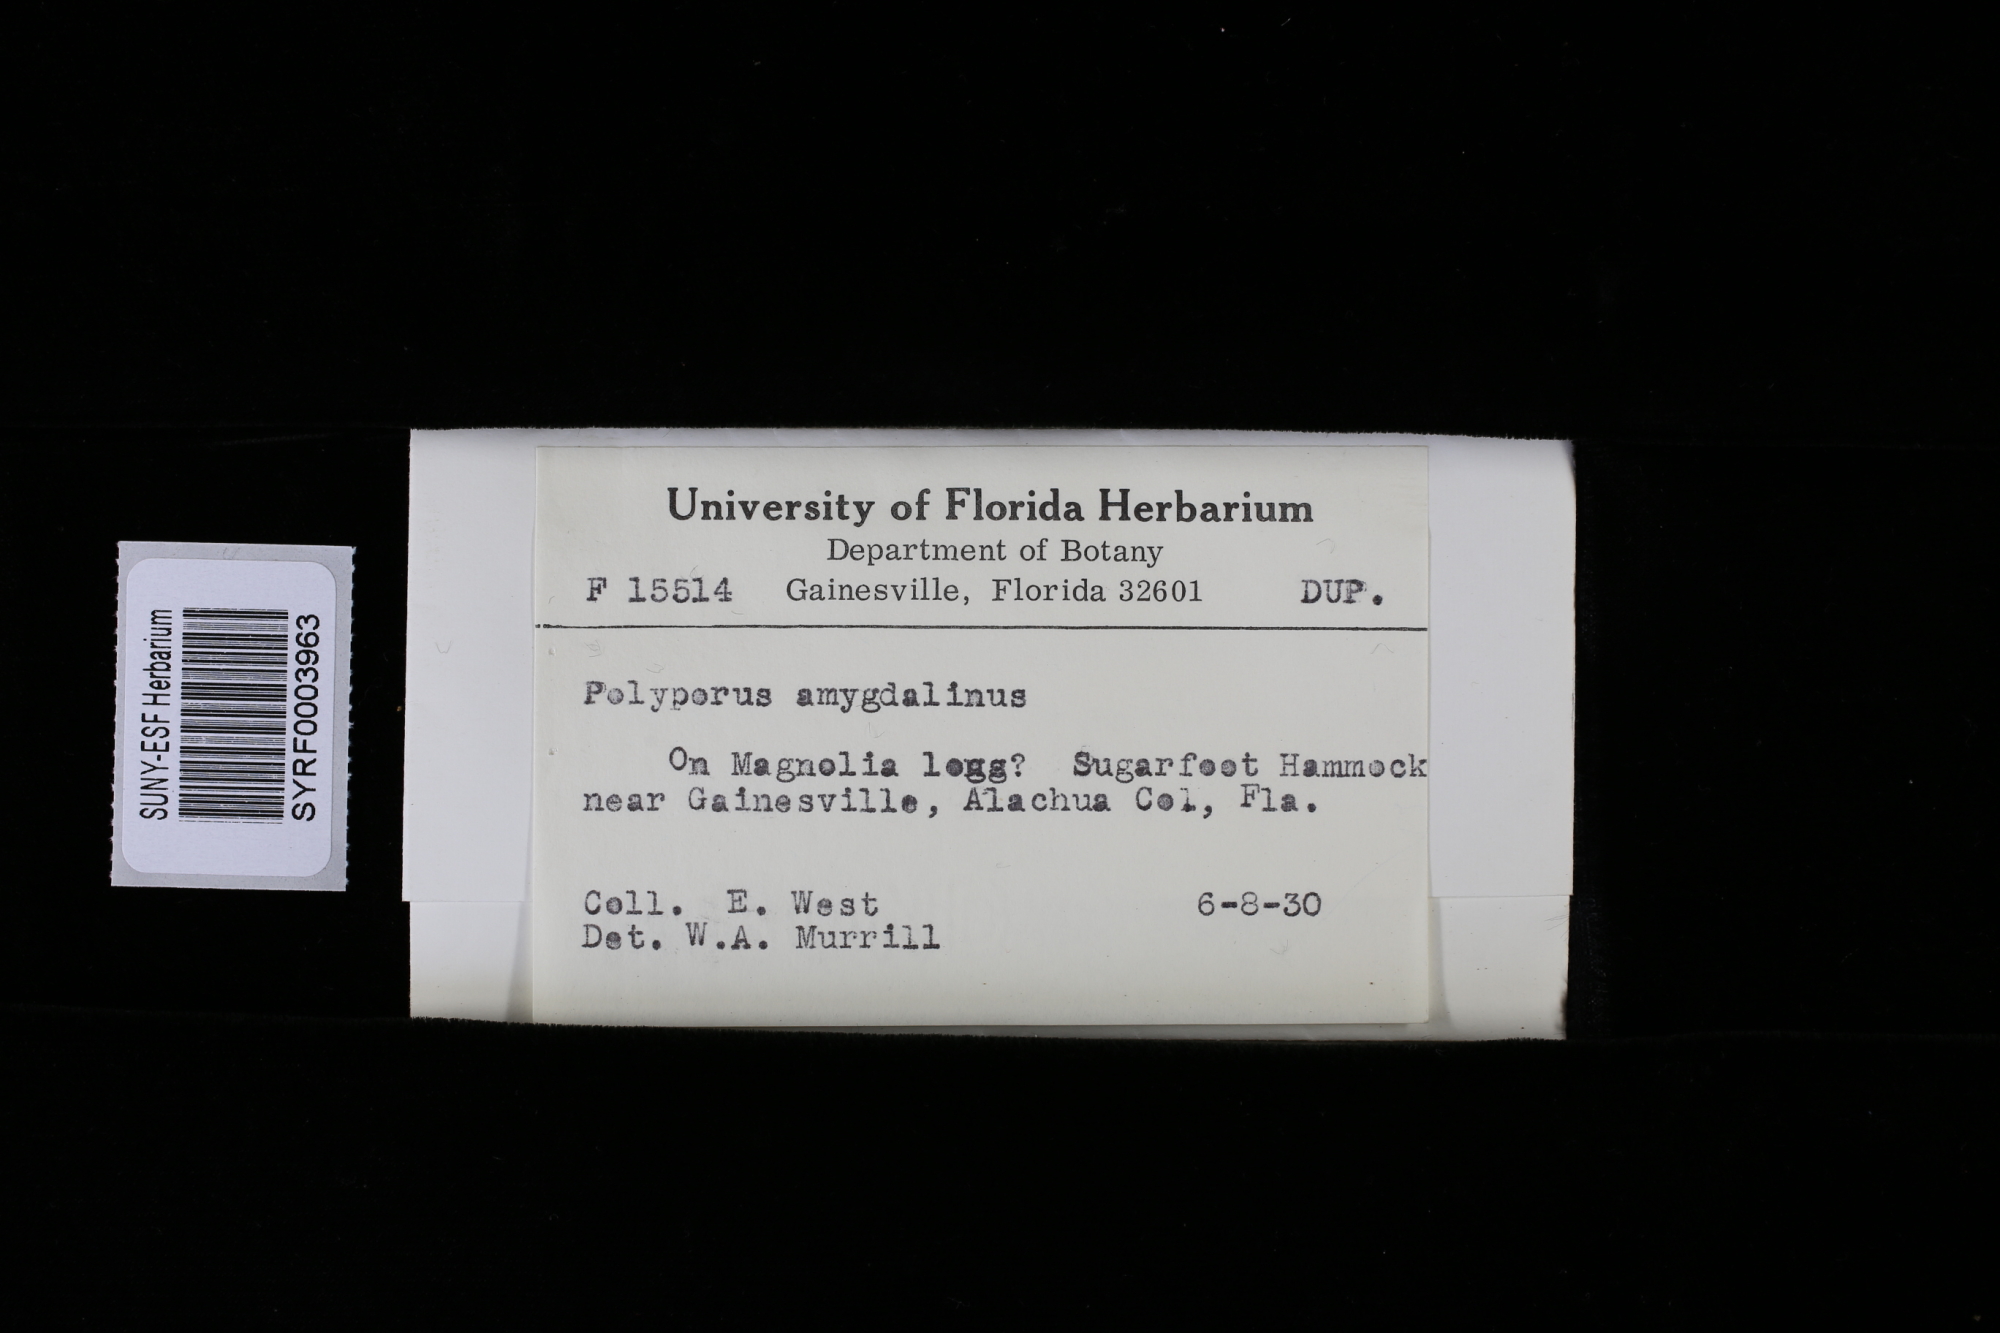 SUNY-ESF Herbarium
SYRF0003963
University of Florida Herbarium
Department of Botany
F 15514 Gainesville, Florida 32601 DUP.
Polyporus amygdalinus
On Magnolia logs? Sugarfoot Hammock
near Gainesville, Alachua Col, Fla.
Coll. E. West 6-8-30
Det. W.A. Murrill